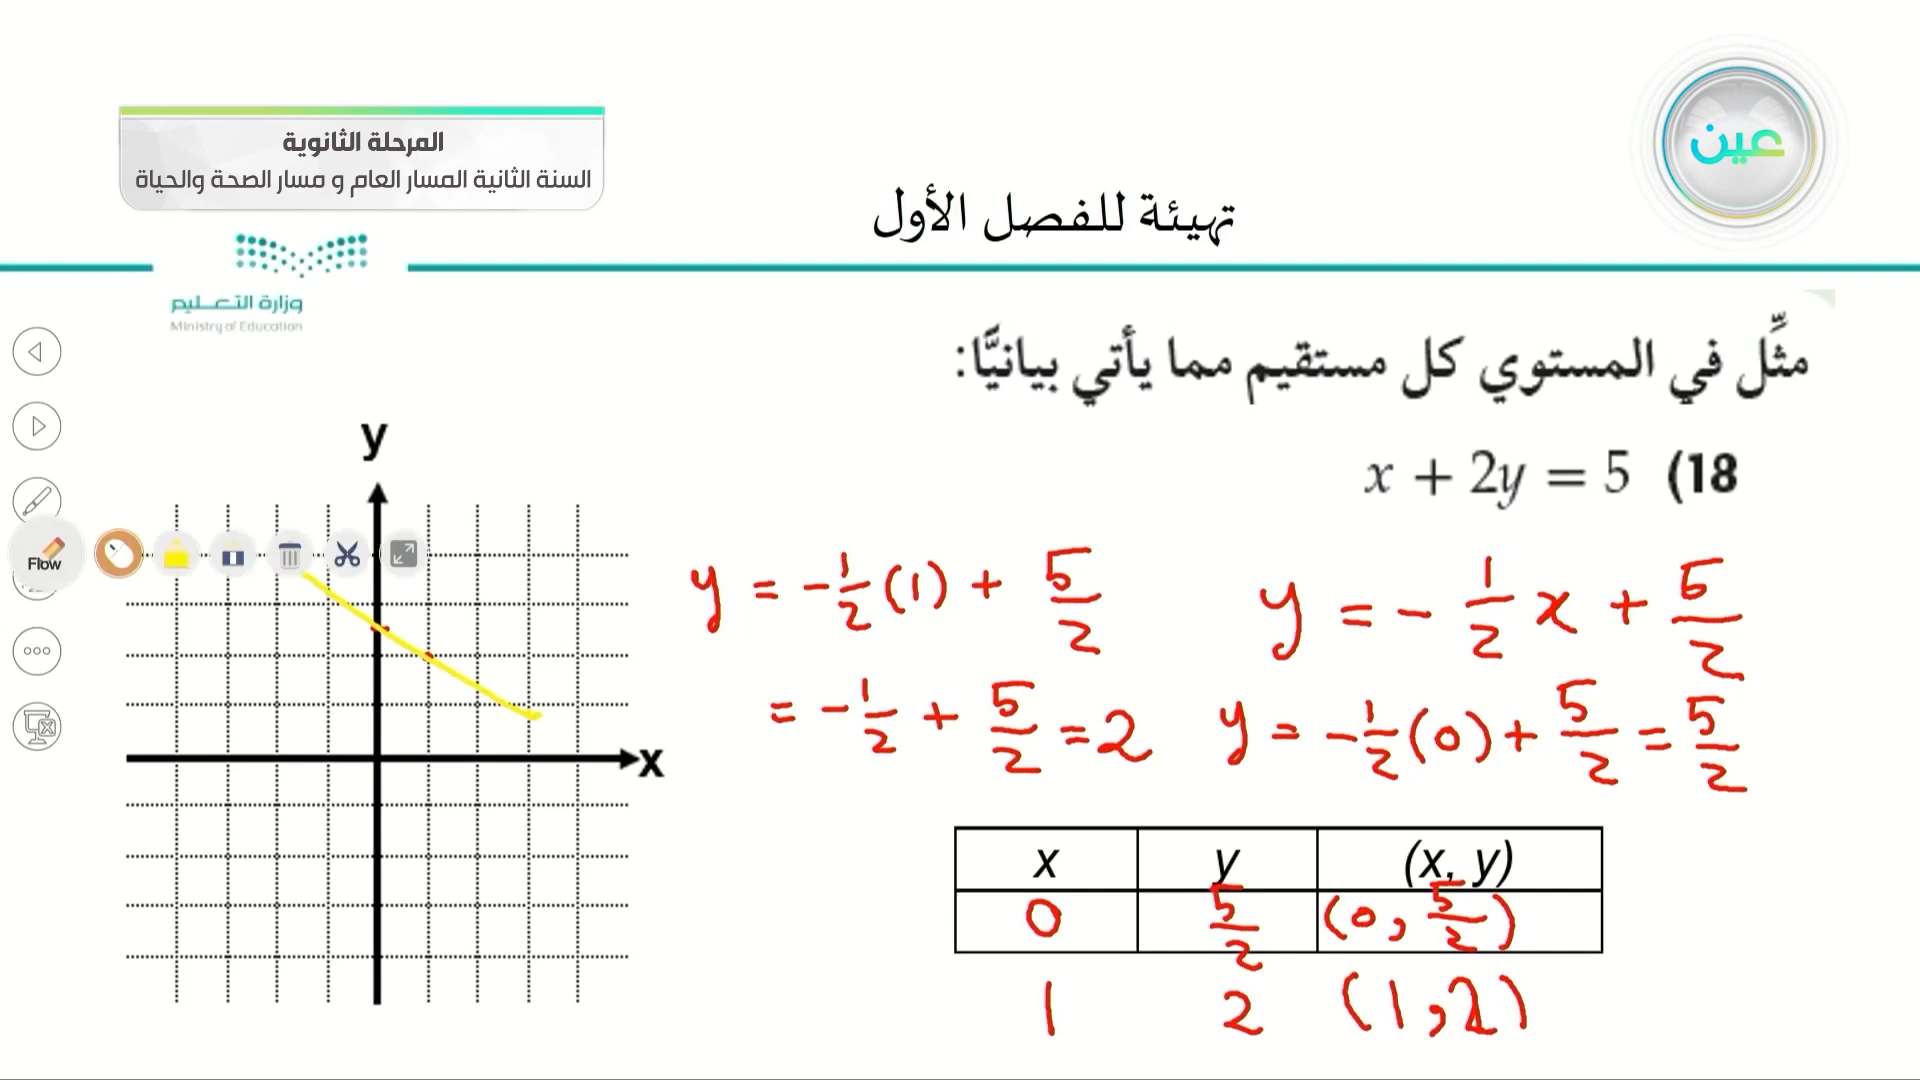 عين
المرحلة الثانوية
السنة الثانية المسار العام و مسار الصحة والحياة
تهيئة للفصل الأول
وزارة التعليم
Ministry of Education
مثِّل في المستوي كل مستقيم مما يأتي بيانيًّا:
18) x + 2y = 5
y = -1/2 x + 5/2
y = -1/2 (0) + 5/2 = 5/2
y = -1/2 (1) + 5/2
= -1/2 + 5/2 = 2
x y (x, y)
0 5/2 (0, 5/2)
1 2 (1, 2)
y
x
Flow